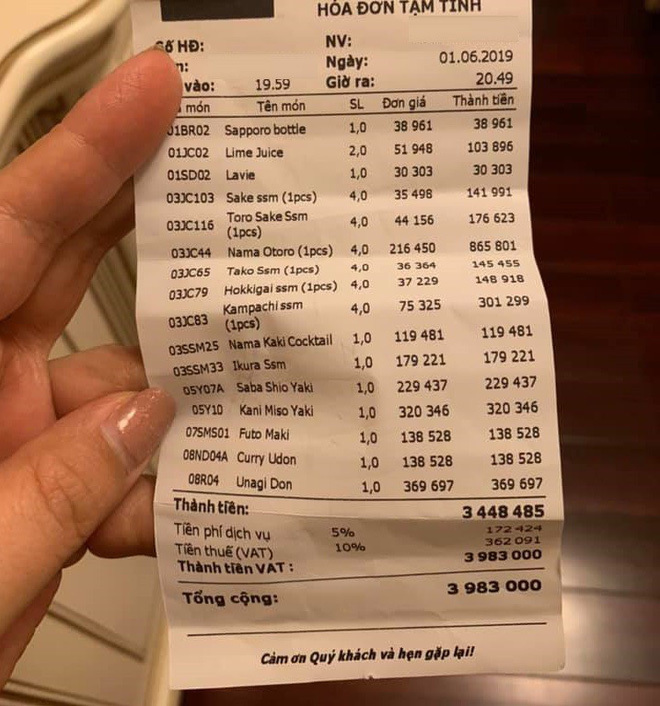 HÓA ĐƠN TẠM TÍNH
Số HĐ: NV:
Ngày: 01.06.2019
vào: 19.59 Giờ ra: 20.49
món Tên món SL Đơn giá Thành tiền
01BR02 Sapporo bottle 1,0 38 961 38 961
01JC02 Lime Juice 2,0 51 948 103 896
01SD02 Lavie 1,0 30 303 30 303
03JC103 Sake ssm (1pcs) 4,0 35 498 141 991
03JC116 Toro Sake Ssm (1pcs) 4,0 44 156 176 623
03JC44 Nama Otoro (1pcs) 4,0 216 450 865 801
03JC65 Tako Ssm (1pcs) 4,0 36 364 145 455
03JC79 Hokkigai ssm (1pcs) 4,0 37 229 148 918
03JC83 Kampachi ssm (1pcs) 4,0 75 325 301 299
03SSM25 Nama Kaki Cocktail 1,0 119 481 119 481
03SSM33 Ikura Ssm 1,0 179 221 179 221
05Y07A Saba Shio Yaki 1,0 229 437 229 437
05Y10 Kani Miso Yaki 1,0 320 346 320 346
07SMS01 Futo Maki 1,0 138 528 138 528
08ND04A Curry Udon 1,0 138 528 138 528
08R04 Unagi Don 1,0 369 697 369 697
Thành tiền: 3 448 485
Tiền phí dịch vụ 5% 172 424
Tiền thuế (VAT) 10% 362 091
Thành tiền VAT : 3 983 000
Tổng cộng: 3 983 000
Cảm ơn Quý khách và hẹn gặp lại!